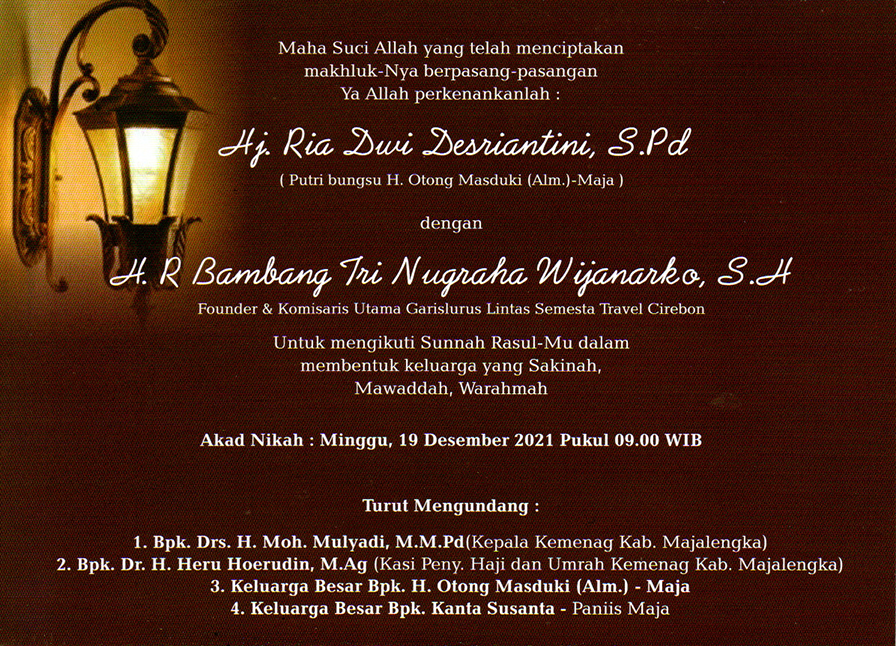 Maha Suci Allah yang telah menciptakan
makhluk-Nya berpasang-pasangan
Ya Allah perkenankanlah :
Hj. Ria Dwi Desriantini, S.Pd
( Putri bungsu H. Otong Masduki (Alm.)-Maja )
dengan
H. R Bambang Tri Nugraha Wijanarko, S.H
Founder & Komisaris Utama Garislurus Lintas Semesta Travel Cirebon
Untuk mengikuti Sunnah Rasul-Mu dalam
membentuk keluarga yang Sakinah,
Mawaddah, Warahmah
Akad Nikah : Minggu, 19 Desember 2021 Pukul 09.00 WIB
Turut Mengundang :
1. Bpk. Drs. H. Moh. Mulyadi, M.M.Pd(Kepala Kemenag Kab. Majalengka)
2. Bpk. Dr. H. Heru Hoerudin, M.Ag (Kasi Peny. Haji dan Umrah Kemenag Kab. Majalengka)
3. Keluarga Besar Bpk. H. Otong Masduki (Alm.) - Maja
4. Keluarga Besar Bpk. Kanta Susanta - Paniis Maja